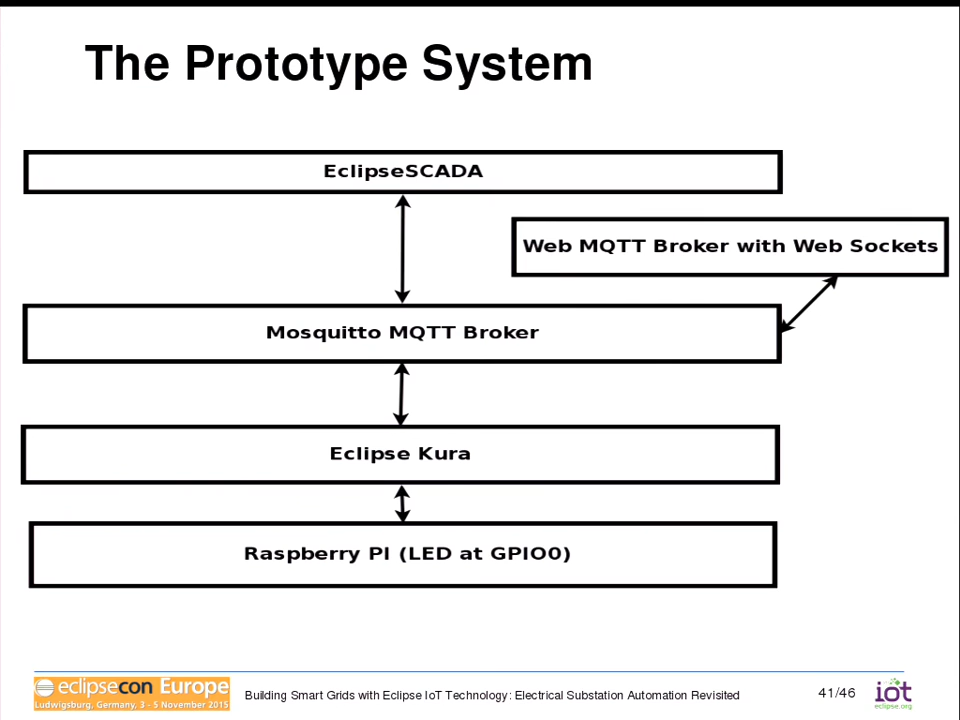 The Prototype System
EclipseSCADA
Web MQTT Broker with Web Sockets
Mosquitto MQTT Broker
Eclipse Kura
Raspberry PI (LED at GPIO0)
eclipsecon Europe
Ludwigsburg, Germany, 3 - 5 November 2015
Building Smart Grids with Eclipse IoT Technology: Electrical Substation Automation Revisited
41/46
iot
eclipse.org